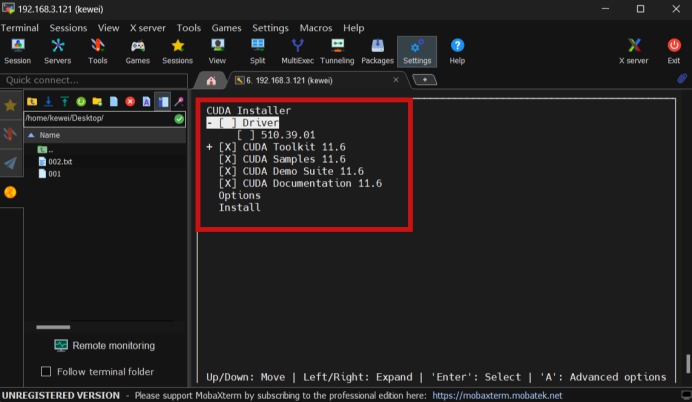 192.168.3.121 (kewei)
Terminal Sessions View X server Tools Games Settings Macros Help
Session Servers Tools Games Sessions View Split MultiExec Tunneling Packages Settings Help X server Exit
Quick connect...
6. 192.168.3.121 (kewei)
/home/kewei/Desktop/
Name
..
002.txt
001
CUDA Installer
- [ ] Driver
[ ] 510.39.01
+ [X] CUDA Toolkit 11.6
[X] CUDA Samples 11.6
[X] CUDA Demo Suite 11.6
[X] CUDA Documentation 11.6
Options
Install
Remote monitoring
Follow terminal folder
Up/Down: Move | Left/Right: Expand | 'Enter': Select | 'A': Advanced options
UNREGISTERED VERSION - Please support MobaXterm by subscribing to the professional edition here: https://mobaxterm.mobatek.net